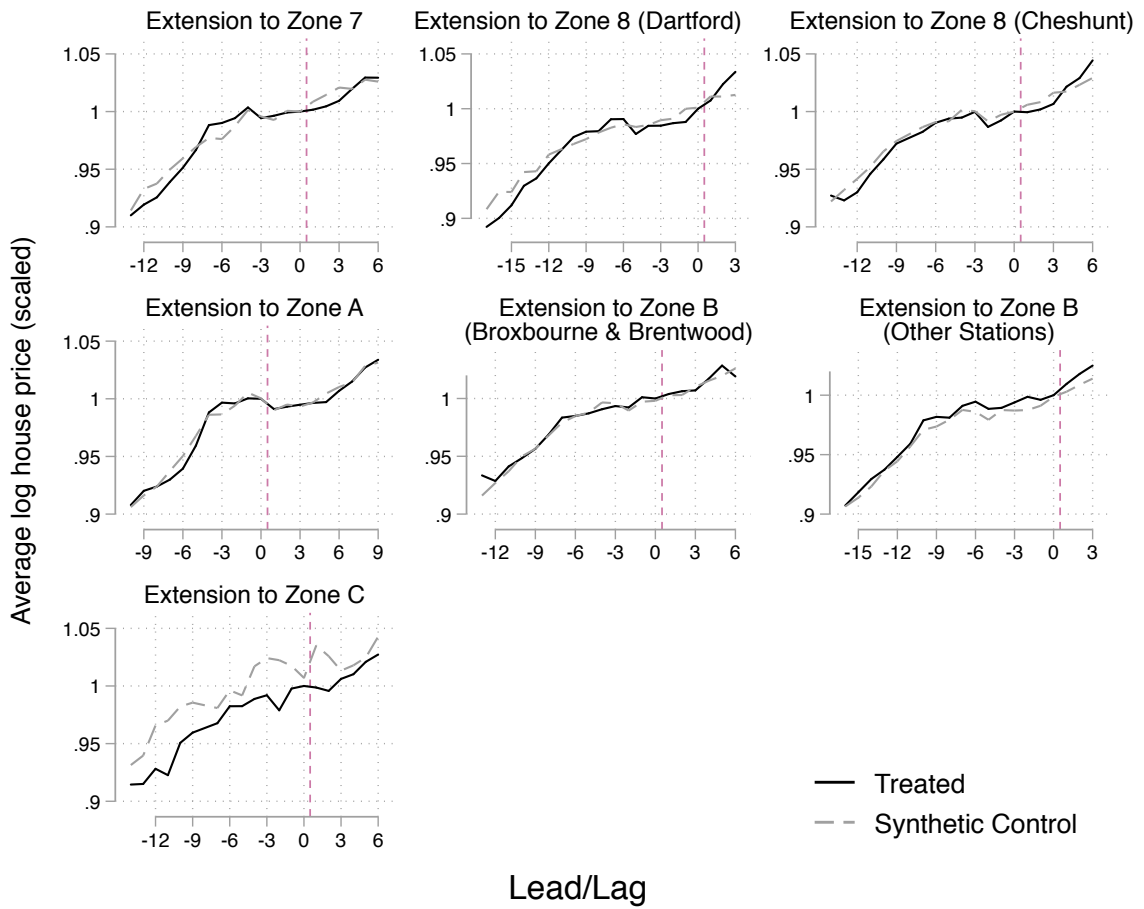 Extension to Zone 7
Extension to Zone 8 (Dartford)
Extension to Zone 8 (Cheshunt)
1.05
1
.95
.9
-12 -9 -6 -3 0 3 6
1.05
1
.95
.9
-15 -12 -9 -6 -3 0 3
1.05
1
.95
.9
-12 -9 -6 -3 0 3 6
Average log house price (scaled)
Extension to Zone A
Extension to Zone B
(Broxbourne & Brentwood)
Extension to Zone B
(Other Stations)
1.05
1
.95
.9
-9 -6 -3 0 3 6 9
1
.95
.9
-12 -9 -6 -3 0 3 6
1
.95
.9
-15 -12 -9 -6 -3 0 3
Extension to Zone C
1.05
1
.95
.9
-12 -9 -6 -3 0 3 6
Treated
Synthetic Control
Lead/Lag